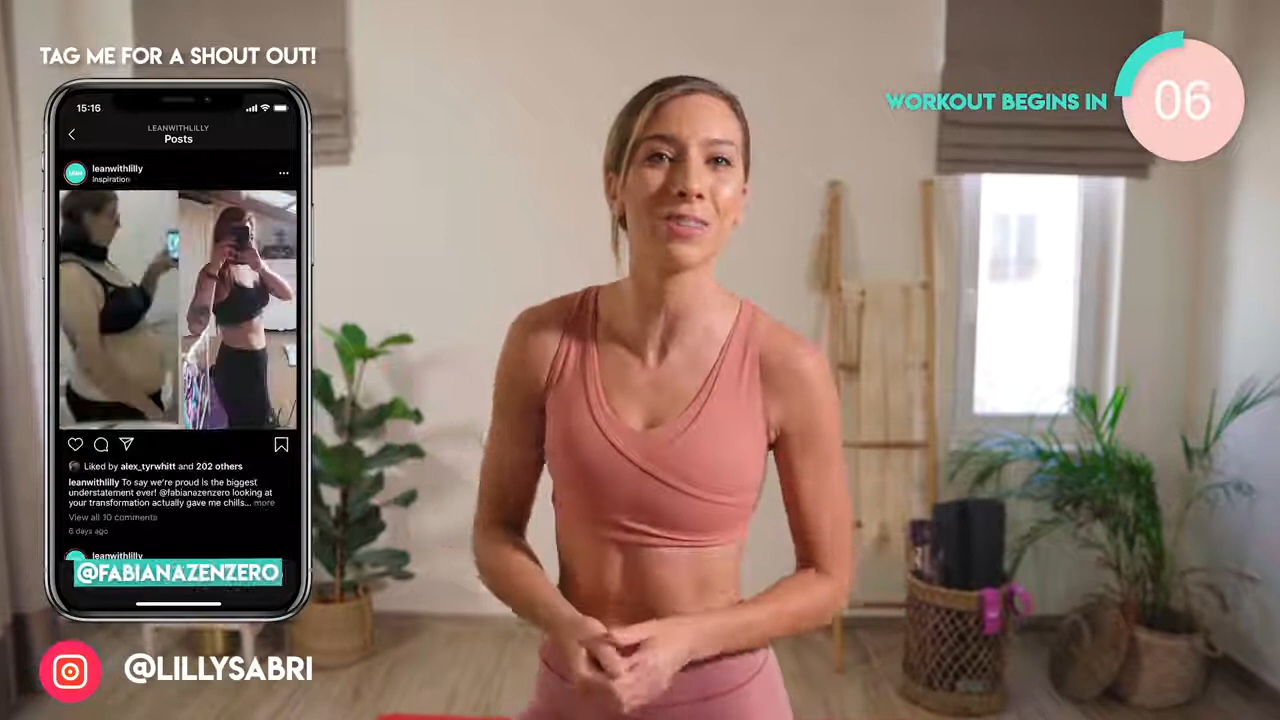 TAG ME FOR A SHOUT OUT!
15:16
LEANWITHLILLY
Posts
leanwithlilly
Inspiration
Liked by alex_tyrwhitt and 202 others
leanwithlilly To say we're proud is the biggest
understatement ever! @fabianazenzero looking at
your transformation actually gave me chills... more
View all 10 comments
6 days ago
leanwithlilly
@FABIANAZENZERO
@LILLYSABRI
WORKOUT BEGINS IN
06